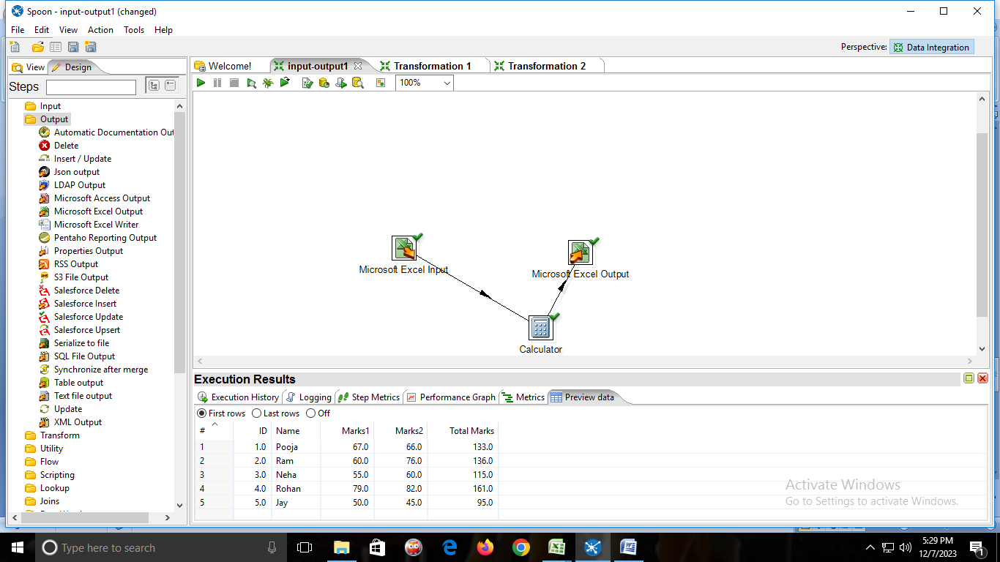 Spoon - input-output1 (changed)
File Edit View Action Tools Help
Perspective: Data Integration
View Design
Welcome! input-output1 Transformation 1 Transformation 2
Steps
100%
Input
Output
Automatic Documentation Out
Delete
Insert / Update
Json output
LDAP Output
Microsoft Access Output
Microsoft Excel Output
Microsoft Excel Writer
Pentaho Reporting Output
Properties Output
RSS Output
S3 File Output
Salesforce Delete
Salesforce Insert
Salesforce Update
Salesforce Upsert
Serialize to file
SQL File Output
Synchronize after merge
Table output
Text file output
Update
XML Output
Transform
Utility
Flow
Scripting
Lookup
Joins
Microsoft Excel Input
Microsoft Excel Output
Calculator
Execution Results
Execution History Logging Step Metrics Performance Graph Metrics Preview data
First rows Last rows Off
# ID Name Marks1 Marks2 Total Marks
1 1.0 Pooja 67.0 66.0 133.0
2 2.0 Ram 60.0 76.0 136.0
3 3.0 Neha 55.0 60.0 115.0
4 4.0 Rohan 79.0 82.0 161.0
5 5.0 Jay 50.0 45.0 95.0
Activate Windows
Go to Settings to activate Windows.
Type here to search
5:29 PM
12/7/2023
1